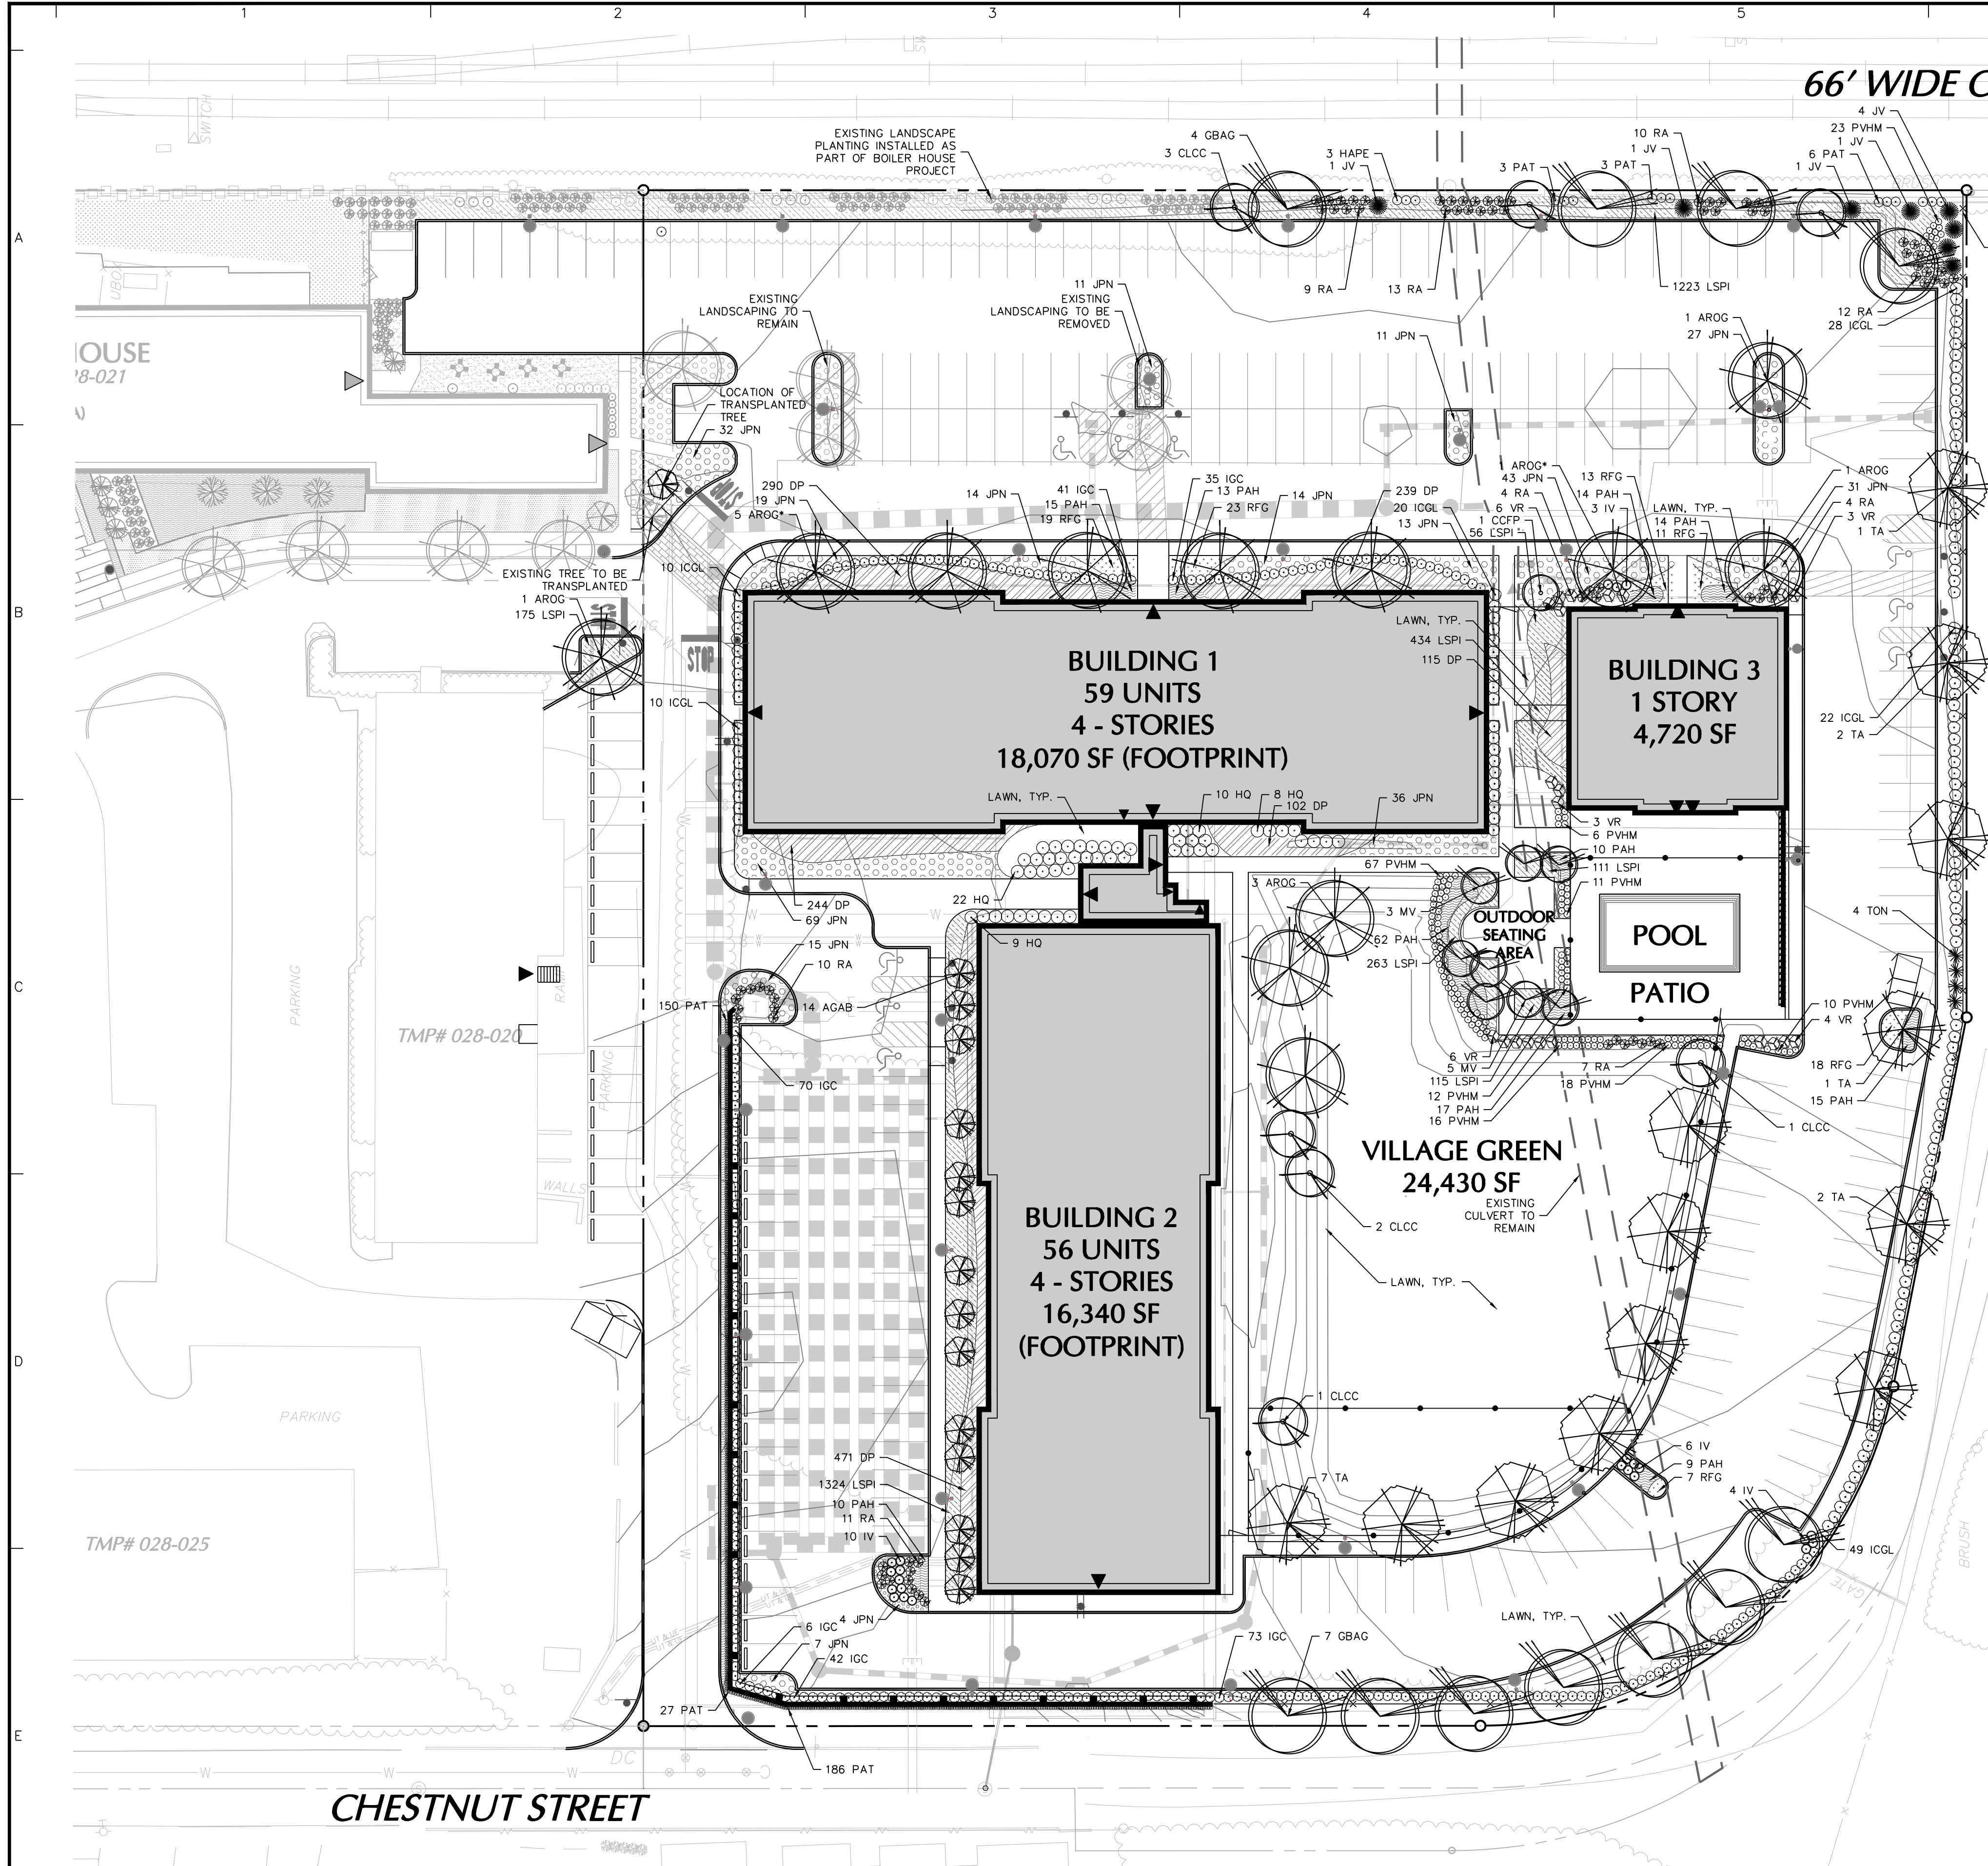 1
2
3
4
5
A
B
C
D
E
66' WIDE
SWITCH
EXISTING LANDSCAPE
PLANTING INSTALLED AS
PART OF BOILER HOUSE
PROJECT
4 GBAG
3 CLCC
3 HAPE
1 JV
3 PAT
3 PAT
10 RA
1 JV
4 JV
23 PVHM
1 JV
6 PAT
1 JV
9 RA
13 RA
1223 LSPI
12 RA
28 ICGL
UBOX
EXISTING
LANDSCAPING TO
REMAIN
11 JPN
EXISTING
LANDSCAPING TO BE
REMOVED
11 JPN
1 AROG
27 JPN
8-021
LOCATION OF
TRANSPLANTED
TREE
32 JPN
STOP
290 DP
19 JPN
5 AROG*
14 JPN
41 IGC
15 PAH
19 RFG
35 IGC
13 PAH
23 RFG
14 JPN
239 DP
20 ICGL
13 JPN
1 AROG*
43 JPN
4 RA
6 VR
1 CCFP
56 LSPI
13 RFG
14 PAH
3 IV
LAWN, TYP.
14 PAH
11 RFG
1 AROG
31 JPN
4 RA
3 VR
1 TA
EXISTING TREE TO BE
TRANSPLANTED
1 AROG
175 LSPI
10 ICGL
STOP
10 ICGL
BUILDING 1
59 UNITS
4 - STORIES
18,070 SF (FOOTPRINT)
LAWN, TYP.
434 LSPI
115 DP
BUILDING 3
1 STORY
4,720 SF
22 ICGL
2 TA
LAWN, TYP.
10 HQ
8 HQ
102 DP
36 JPN
3 VR
6 PVHM
10 PAH
111 LSPI
11 PVHM
67 PVHM
3 AROG
3 MV
62 PAH
263 LSPI
OUTDOOR
SEATING
AREA
POOL
PATIO
4 TON
22 HQ
244 DP
69 JPN
9 HQ
15 JPN
10 RA
14 AGAB
150 PAT
70 IGC
PARKING
TMP# 028-020
PARKING
WALLS
10 PVHM
4 VR
6 VR
5 MV
115 LSPI
12 PVHM
17 PAH
16 PVHM
7 RA
18 PVHM
18 RFG
1 TA
15 PAH
1 CLCC
VILLAGE GREEN
24,430 SF
EXISTING
CULVERT TO
REMAIN
2 CLCC
2 TA
LAWN, TYP.
BUILDING 2
56 UNITS
4 - STORIES
16,340 SF
(FOOTPRINT)
1 CLCC
PARKING
471 DP
1324 LSPI
10 PAH
11 RA
10 IV
7 TA
6 IV
9 PAH
7 RFG
4 IV
49 ICGL
TMP# 028-025
BRUSH
GATE
4 JPN
6 IGC
7 JPN
42 IGC
73 IGC
7 GBAG
LAWN, TYP.
27 PAT
186 PAT
DC
W
W
W
CHESTNUT STREET